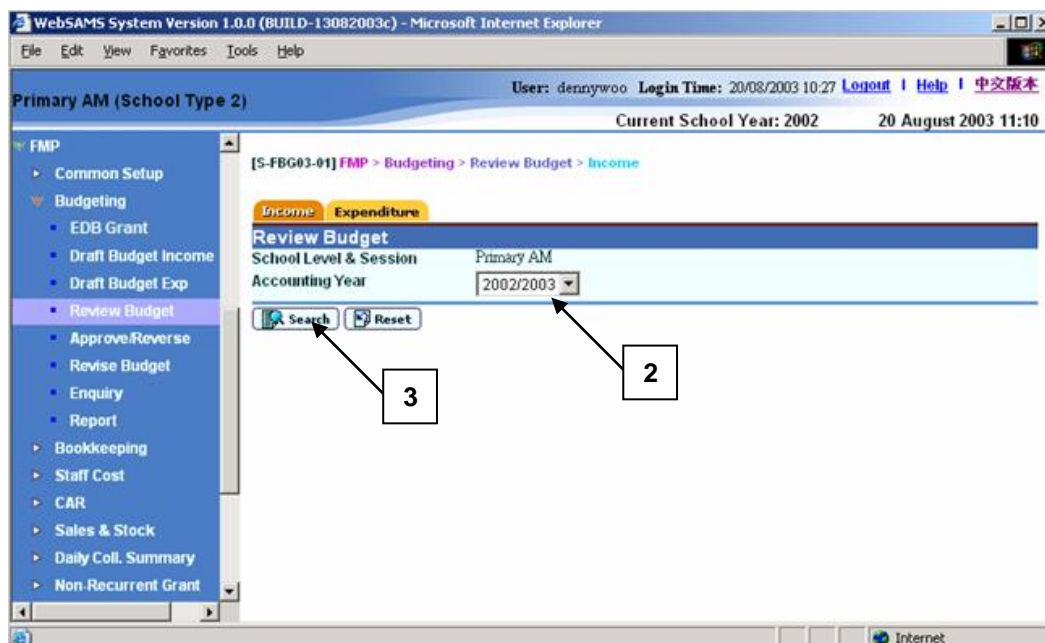 WebSAMS System Version 1.0.0 (BUILD-13082003c) - Microsoft Internet Explorer
File Edit View Favorites Tools Help
Primary AM (School Type 2)
User: dennywoo Login Time: 20/08/2003 10:27 Logout | Help | 中文版本
Current School Year: 2002 20 August 2003 11:10
FMP
Common Setup
Budgeting
EDB Grant
Draft Budget Income
Draft Budget Exp
Review Budget
Approve/Reverse
Revise Budget
Enquiry
Report
Bookkeeping
Staff Cost
CAR
Sales & Stock
Daily Coll. Summary
Non-Recurrent Grant
[S-FBG03-01] FMP > Budgeting > Review Budget > Income
Income Expenditure
Review Budget
School Level & Session Primary AM
Accounting Year 2002/2003
Search Reset
2
3
Internet